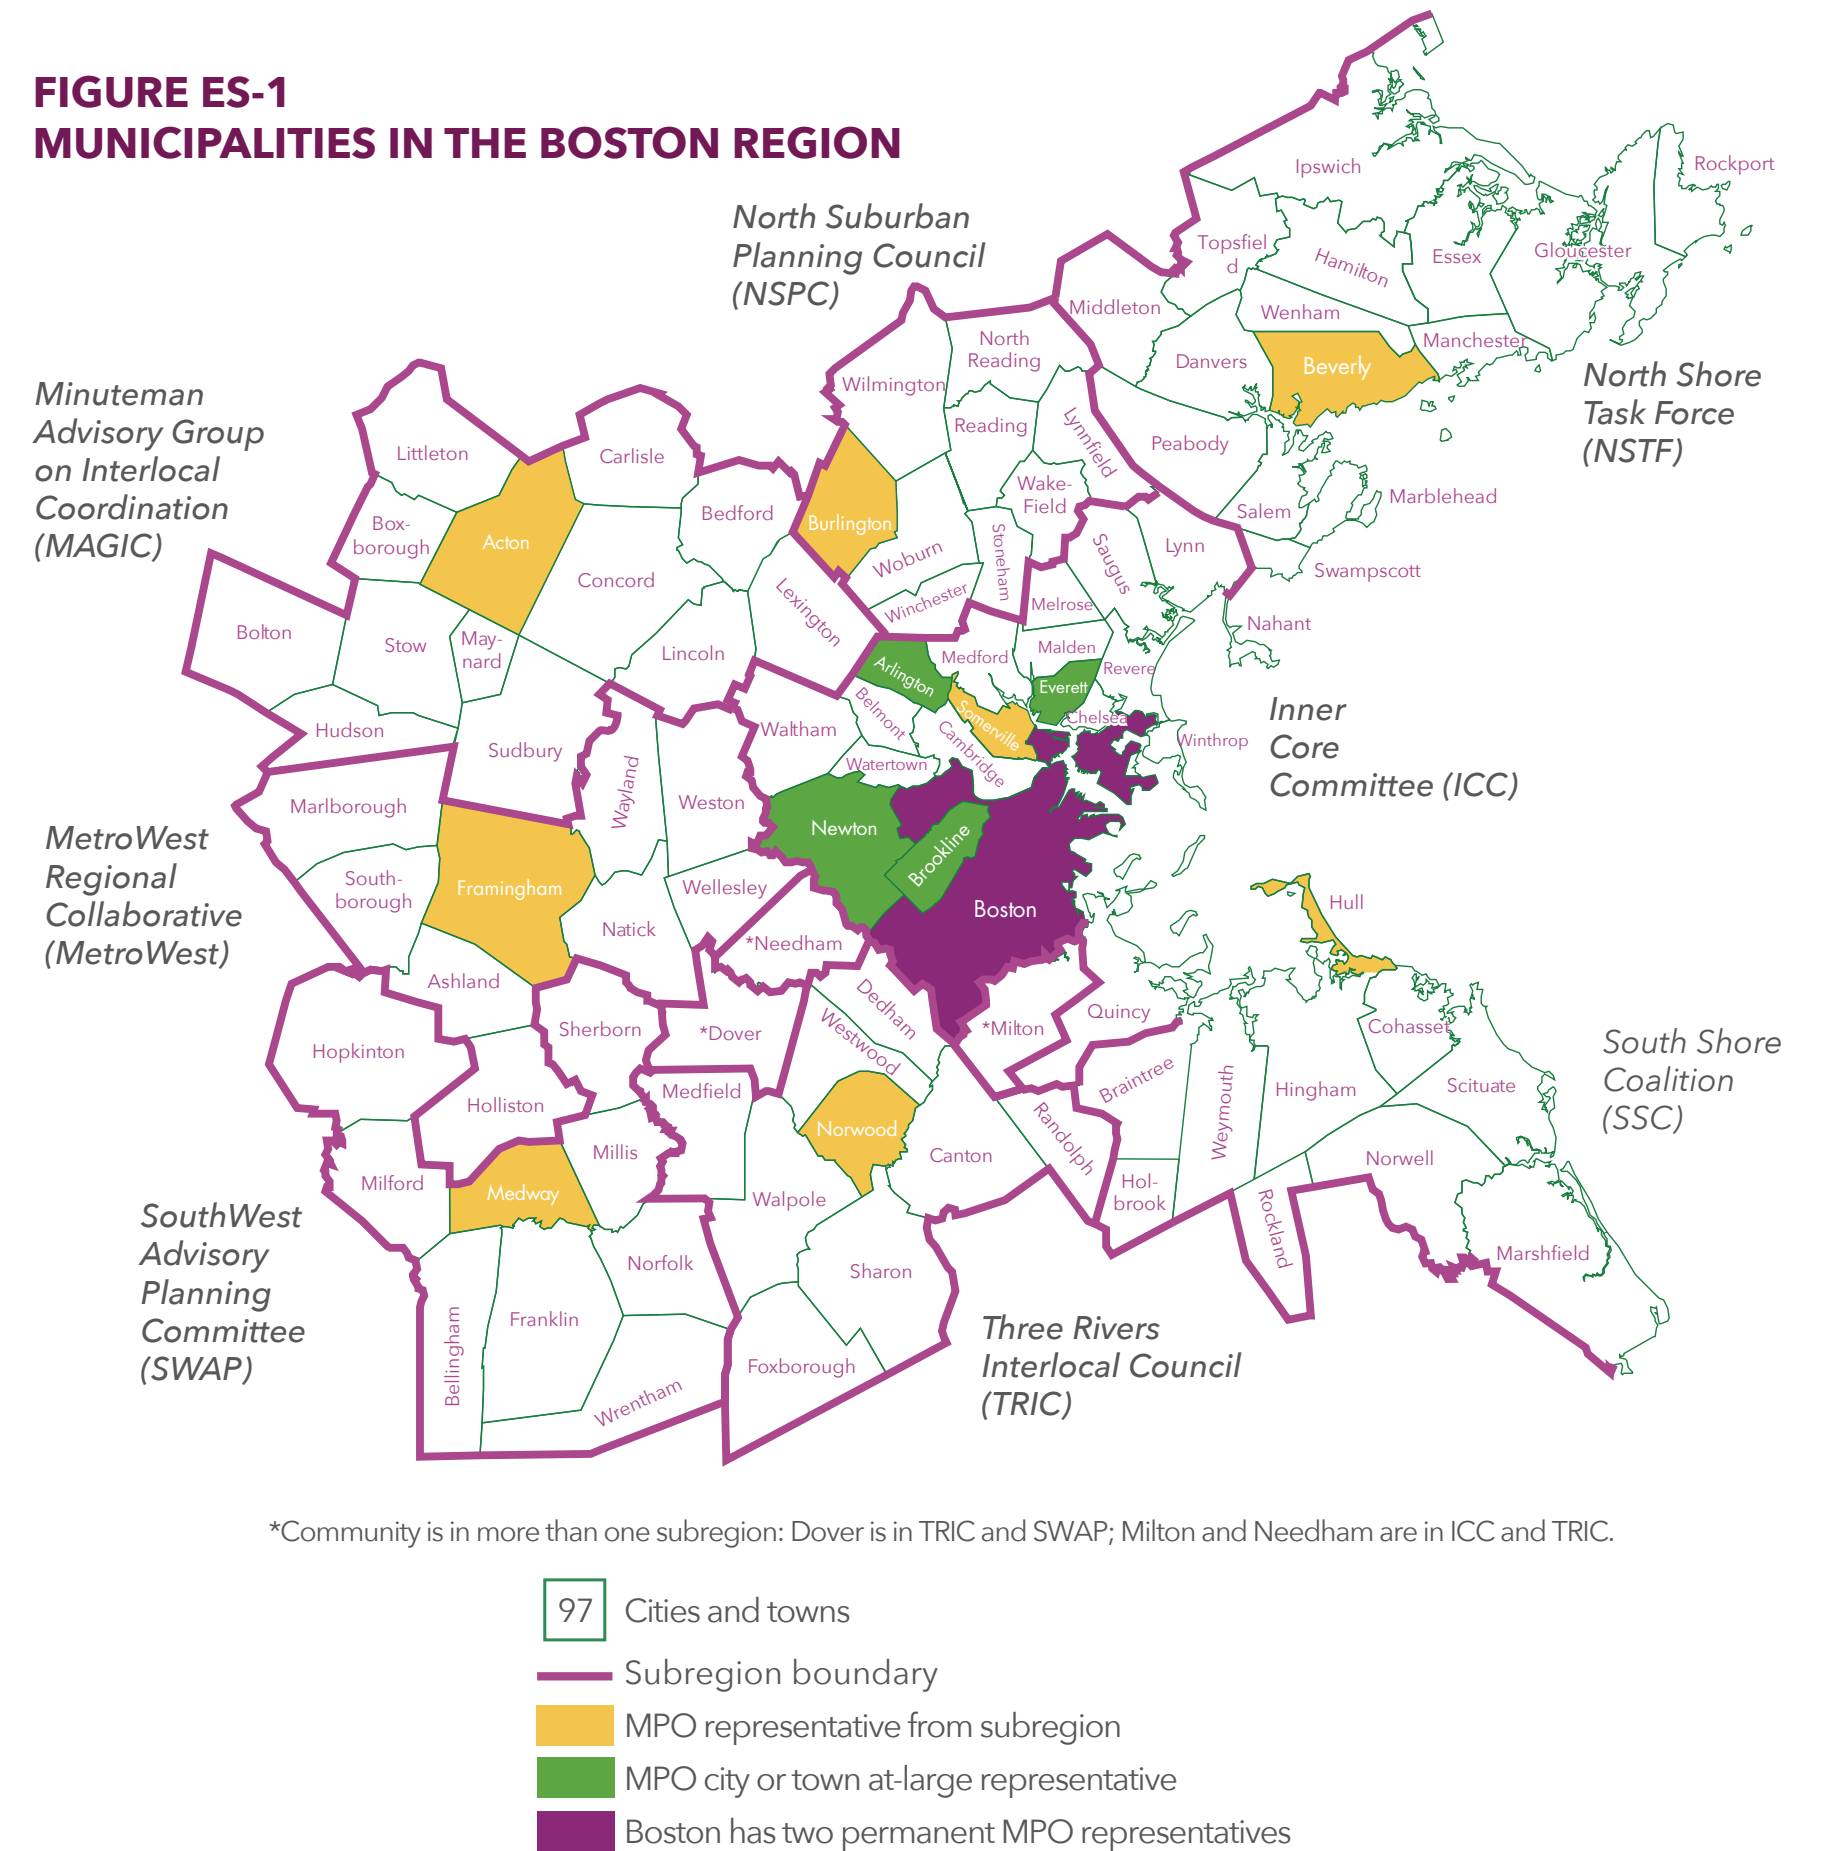 FIGURE ES-1
MUNICIPALITIES IN THE BOSTON REGION
North Suburban
Planning Council
(NSPC)
Minuteman
Advisory Group
on Interlocal
Coordination
(MAGIC)
North Shore
Task Force
(NSTF)
Inner
Core
Committee (ICC)
MetroWest
Regional
Collaborative
(MetroWest)
South Shore
Coalition
(SSC)
SouthWest
Advisory
Planning
Committee
(SWAP)
Three Rivers
Interlocal Council
(TRIC)
Rockport
Ipswich
Topsfiel
d
Hamilton
Essex
Gloucester
Middleton
Wenham
Manchester
Danvers
Beverly
North
Reading
Wilmington
Reading
Lynnfield
Peabody
Marblehead
Salem
Swampscott
Nahant
Wake-
Field
Stoneham
Saugus
Lynn
Burlington
Woburn
Winchester
Melrose
Malden
Medford
Revere
Everett
Chelsea
Winthrop
Arlington
Somerville
Belmont
Cambridge
Watertown
Waltham
Littleton
Carlisle
Bedford
Box-
borough
Acton
Concord
Lexington
Bolton
Stow
May-
nard
Lincoln
Hudson
Sudbury
Wayland
Weston
Marlborough
South-
borough
Framingham
Natick
Wellesley
Newton
Brookline
Boston
Ashland
*Needham
Hull
Hopkinton
Sherborn
*Dover
Dedham
Westwood
*Milton
Quincy
Cohasset
Holliston
Medfield
Norwood
Braintree
Weymouth
Hingham
Scituate
Milford
Medway
Millis
Walpole
Canton
Randolph
Hol-
brook
Norwell
Rockland
Marshfield
Norfolk
Sharon
Franklin
Bellingham
Wrentham
Foxborough
*Community is in more than one subregion: Dover is in TRIC and SWAP; Milton and Needham are in ICC and TRIC.
97 Cities and towns
Subregion boundary
MPO representative from subregion
MPO city or town at-large representative
Boston has two permanent MPO representatives